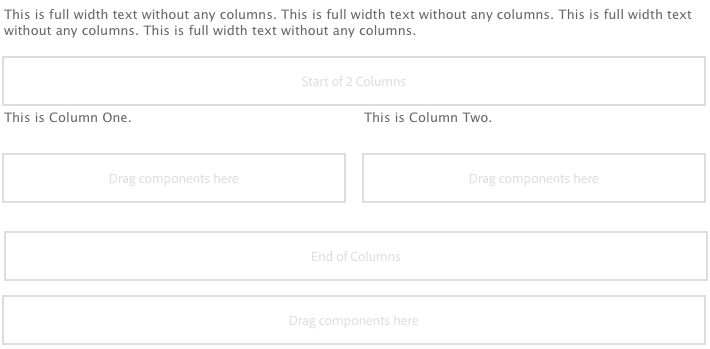 This is full width text without any columns. This is full width text without any columns. This is full width text
without any columns. This is full width text without any columns.
Start of 2 Columns
This is Column One.
This is Column Two.
Drag components here
Drag components here
End of Columns
Drag components here